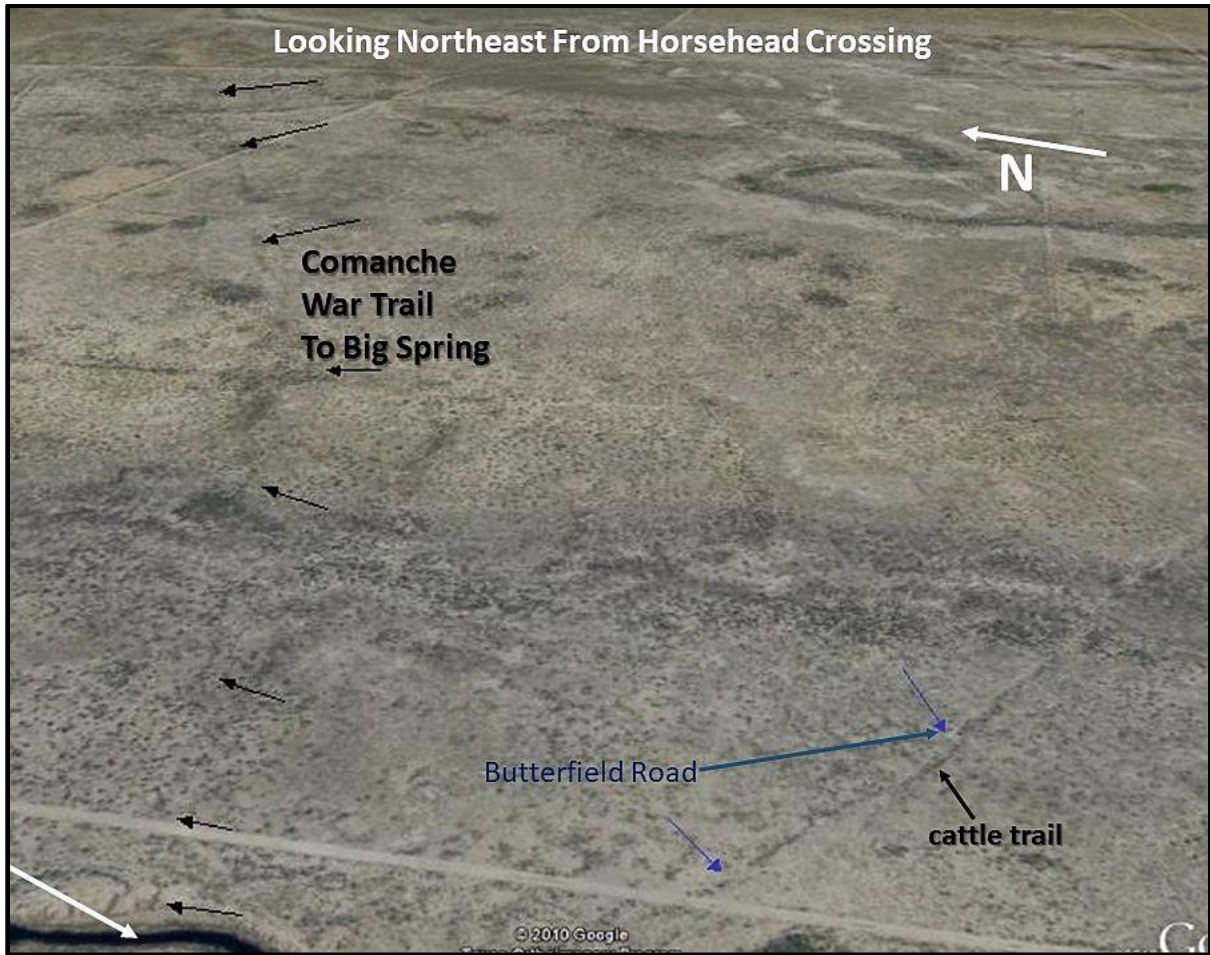 Looking Northeast From Horsehead Crossing
N
Comanche
War Trail
To Big Spring
Butterfield Road
cattle trail
© 2010 Google